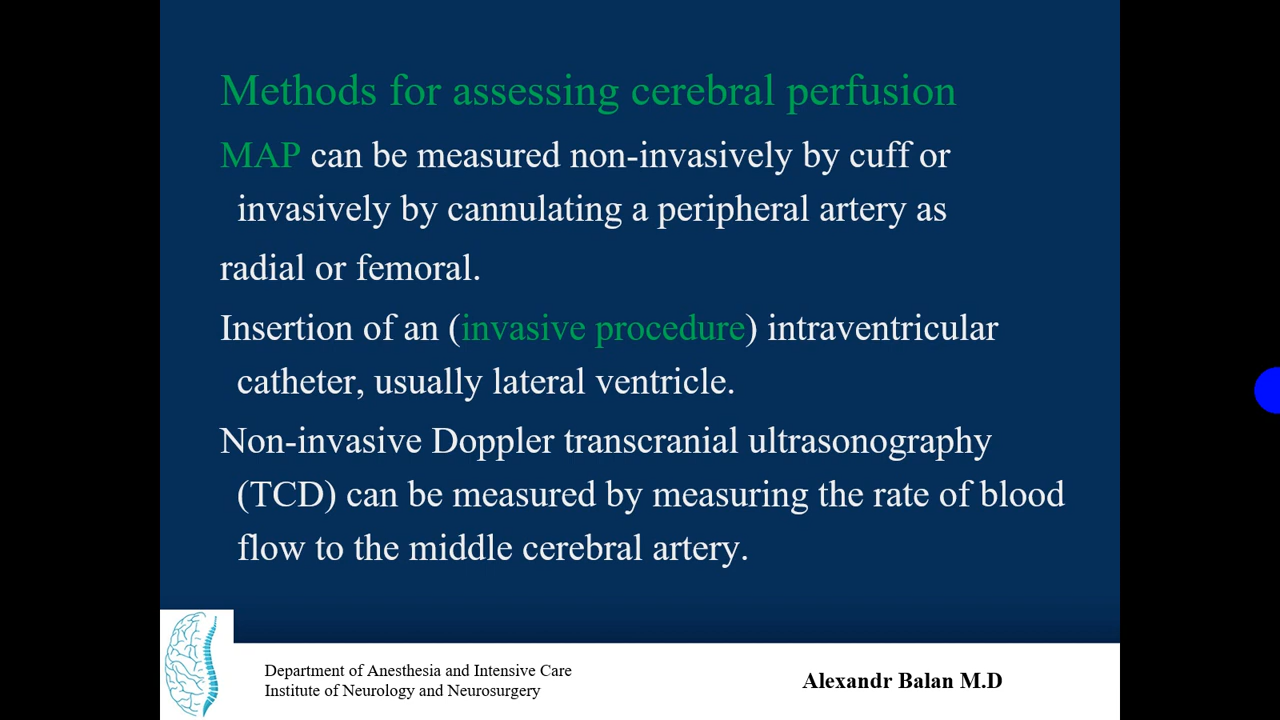 Methods for assessing cerebral perfusion
MAP can be measured non-invasively by cuff or
invasively by cannulating a peripheral artery as
radial or femoral.
Insertion of an (invasive procedure) intraventricular
catheter, usually lateral ventricle.
Non-invasive Doppler transcranial ultrasonography
(TCD) can be measured by measuring the rate of blood
flow to the middle cerebral artery.
Department of Anesthesia and Intensive Care
Institute of Neurology and Neurosurgery
Alexandr Balan M.D